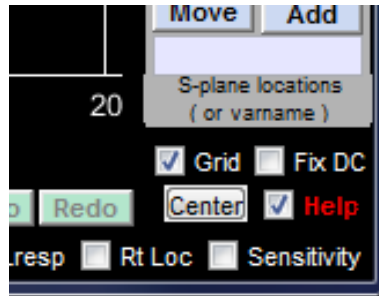 Move Add
S-plane locations
20 ( or varname )
Grid Fix DC
Redo Center Help
Rt Loc Sensitivity